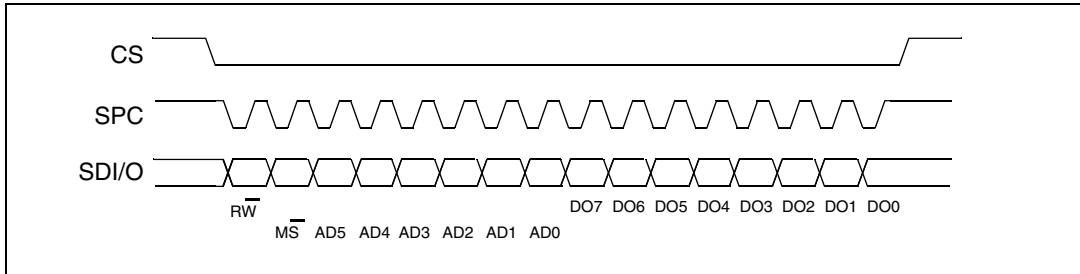 CS
SPC
SDI/O
RW̅ DO7 DO6 DO5 DO4 DO3 DO2 DO1 DO0
MS̅ AD5 AD4 AD3 AD2 AD1 AD0